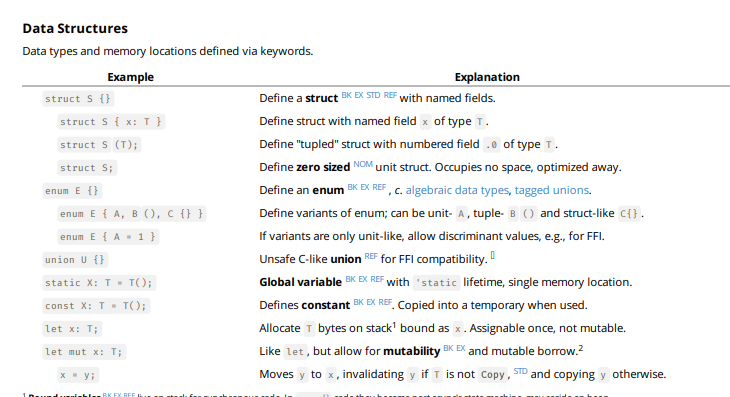 Data Structures
Data types and memory locations defined via keywords.
Example Explanation
struct S {} Define a struct BK EX STD REF with named fields.
struct S { x: T } Define struct with named field x of type T.
struct S (T); Define "tupled" struct with numbered field .0 of type T.
struct S; Define zero sized NOM unit struct. Occupies no space, optimized away.
enum E {} Define an enum BK EX REF , c. algebraic data types, tagged unions.
enum E { A, B (), C {} } Define variants of enum; can be unit- A, tuple- B () and struct-like C{}.
enum E { A = 1 } If variants are only unit-like, allow discriminant values, e.g., for FFI.
union U {} Unsafe C-like union REF for FFI compatibility.
static X: T = T(); Global variable BK EX REF with 'static lifetime, single memory location.
const X: T = T(); Defines constant BK EX REF. Copied into a temporary when used.
let x: T; Allocate T bytes on stack1 bound as x. Assignable once, not mutable.
let mut x: T; Like let, but allow for mutability BK EX and mutable borrow.2
x = y; Moves y to x, invalidating y if T is not Copy, STD and copying y otherwise.